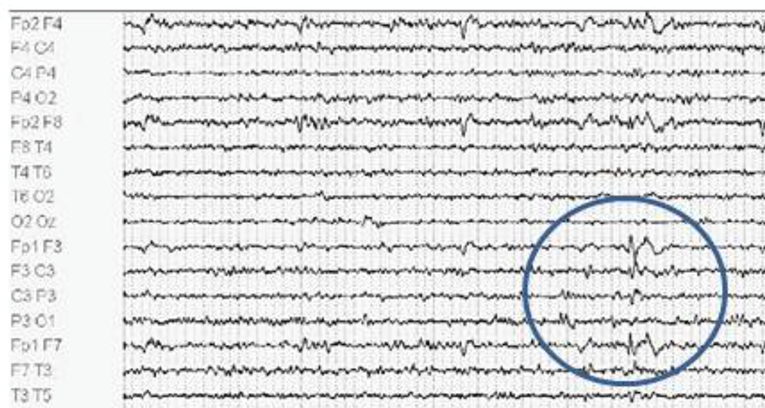 Fp2 F4
F4 C4
C4 P4
P4 O2
Fp2 F8
F8 T4
T4 T6
T6 O2
O2 Oz
Fp1 F3
F3 C3
C3 P3
P3 O1
Fp1 F7
F7 T3
T3 T5